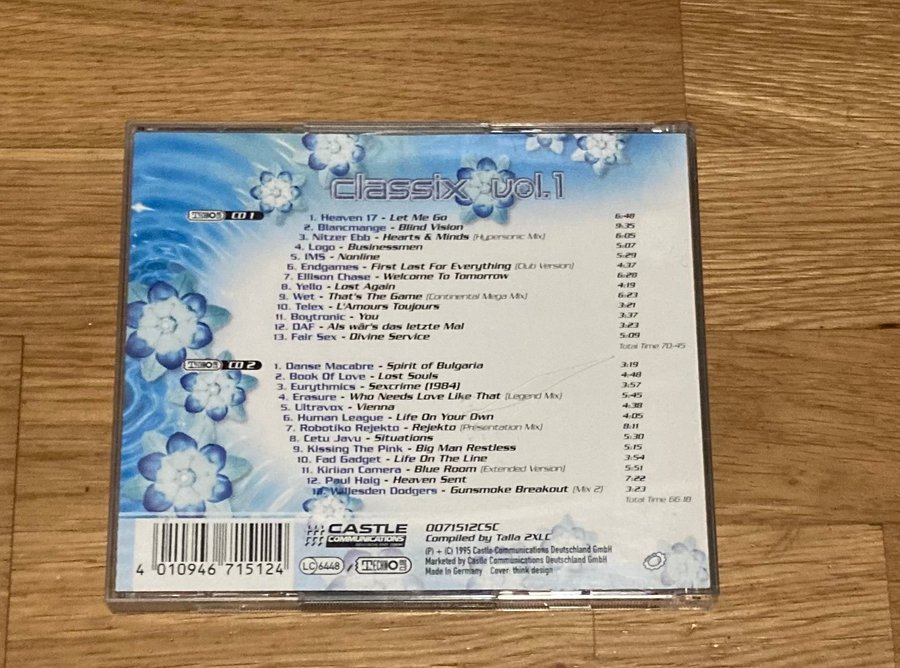 classix vol.1
TECHNO CLUB CD 1
1. Heaven 17 - Let Me Go 6:48
2. Blancmange - Blind Vision 9:35
3. Nitzer Ebb - Hearts & Minds (Hypersonic Mix) 6:05
4. Logo - Businessmen 5:07
5. IMS - Nonline 5:29
6. Endgames - First Last For Everything (Club Version) 4:37
7. Ellison Chase - Welcome To Tomorrow 6:28
8. Yello - Lost Again 4:19
9. Wet - That's The Game (Continental Mega Mix) 6:23
10. Telex - L'Amours Toujours 3:21
11. Boytronic - You 3:37
12. DAF - Als wär's das letzte Mal 3:23
13. Fair Sex - Divine Service 5:09
Total Time 70:45
TECHNO CLUB CD 2
1. Danse Macabre - Spirit of Bulgaria 3:19
2. Book Of Love - Lost Souls 4:48
3. Eurythmics - Sexcrime (1984) 3:57
4. Erasure - Who Needs Love Like That (Legend Mix) 5:45
5. Ultravox - Vienna 4:38
6. Human League - Life On Your Own 4:05
7. Robotiko Rejekto - Rejekto (Presentation Mix) 8:11
8. Cetu Javu - Situations 5:30
9. Kissing The Pink - Big Man Restless 5:15
10. Fad Gadget - Life On The Line 3:54
11. Kirlian Camera - Blue Room (Extended Version) 5:51
12. Paul Haig - Heaven Sent 7:22
13. Willesden Dodgers - Gunsmoke Breakout (Mix 2) 3:23
Total Time 66:18
4 010946 715124
CASTLE
COMMUNICATIONS
LC 6448 / TECHNO CLUB
0071512CSC
Compiled by Talla 2XLC
(P) + (C) 1995 Castle Communications Deutschland GmbH
Marketed by Castle Communications Deutschland GmbH
Made in Germany Cover: think design